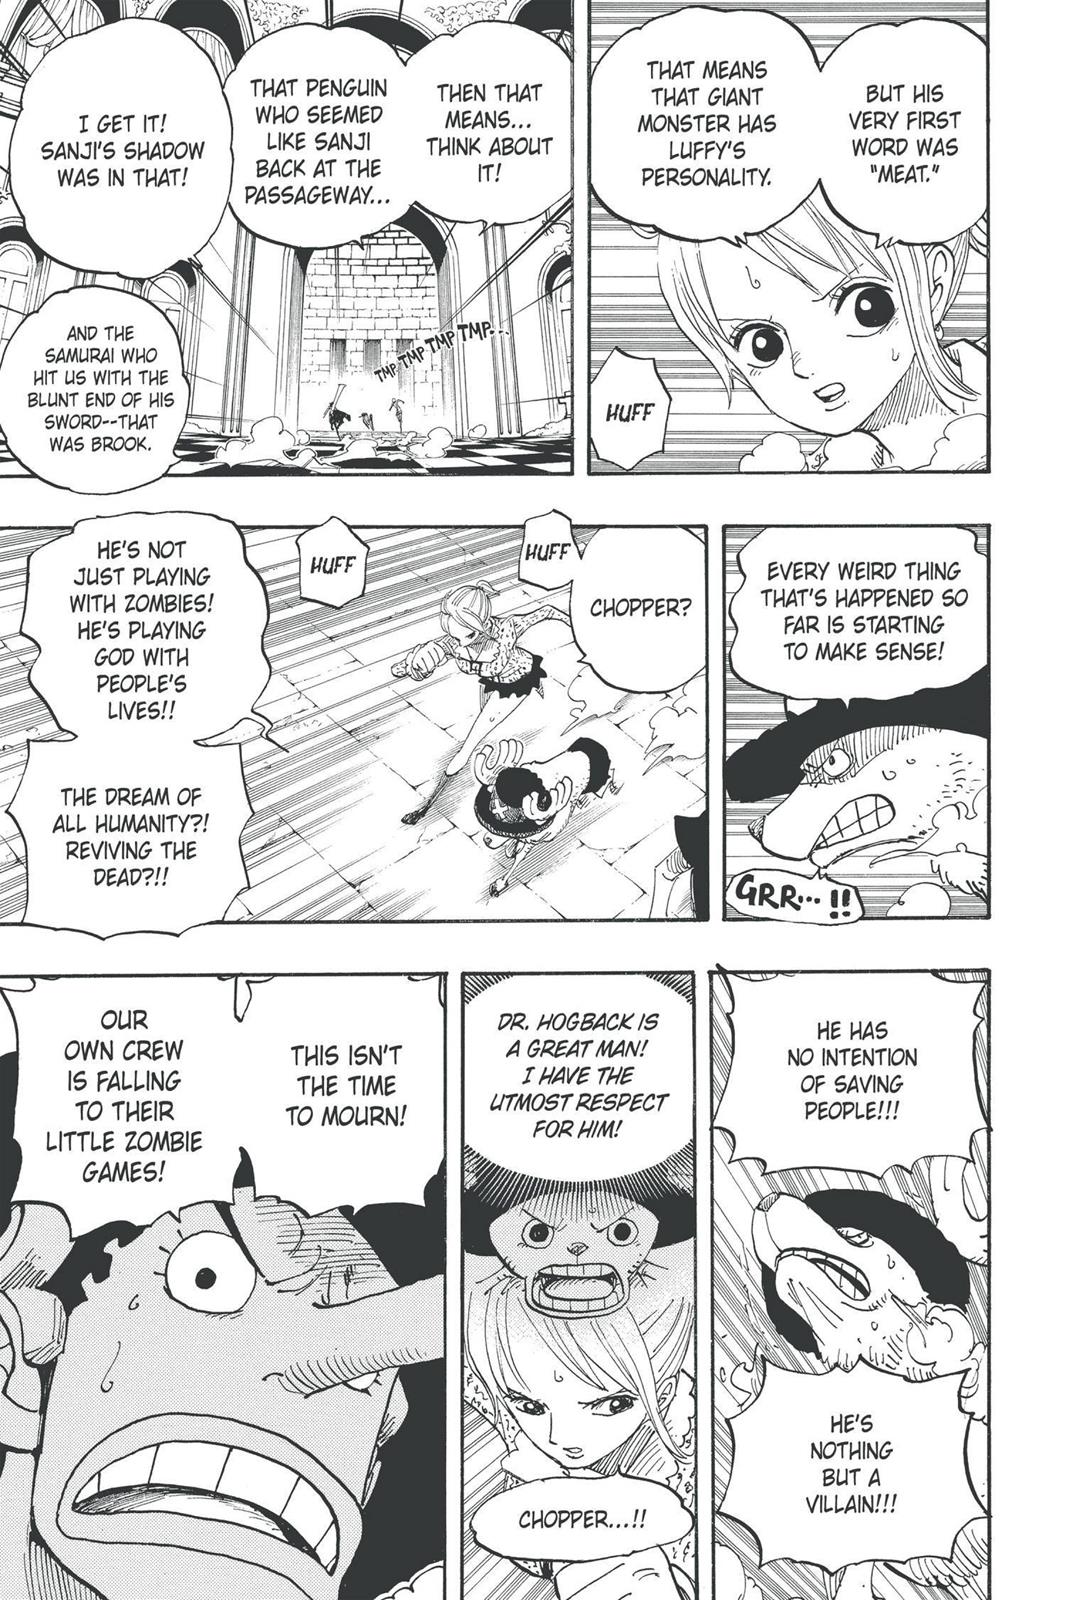 BUT HIS
VERY FIRST
WORD WAS
"MEAT."
THAT MEANS
THAT GIANT
MONSTER HAS
LUFFY'S
PERSONALITY.
HUFF
THEN THAT
MEANS...
THINK ABOUT
IT!
THAT PENGUIN
WHO SEEMED
LIKE SANJI
BACK AT THE
PASSAGEWAY...
I GET IT!
SANJI'S SHADOW
WAS IN THAT!
TMP TMP TMP TMP...
AND THE
SAMURAI WHO
HIT US WITH THE
BLUNT END OF HIS
SWORD--THAT
WAS BROOK.
EVERY WEIRD THING
THAT'S HAPPENED SO
FAR IS STARTING
TO MAKE SENSE!
GRR...!!
CHOPPER?
HUFF
HUFF
HE'S NOT
JUST PLAYING
WITH ZOMBIES!
HE'S PLAYING
GOD WITH
PEOPLE'S
LIVES!!
THE DREAM OF
ALL HUMANITY?!
REVIVING THE
DEAD?!!
HE HAS
NO INTENTION
OF SAVING
PEOPLE!!!
HE'S
NOTHING
BUT A
VILLAIN!!!
DR. HOGBACK IS
A GREAT MAN!
I HAVE THE
UTMOST RESPECT
FOR HIM!
CHOPPER...!!
THIS ISN'T
THE TIME
TO MOURN!
OUR
OWN CREW
IS FALLING
TO THEIR
LITTLE ZOMBIE
GAMES!